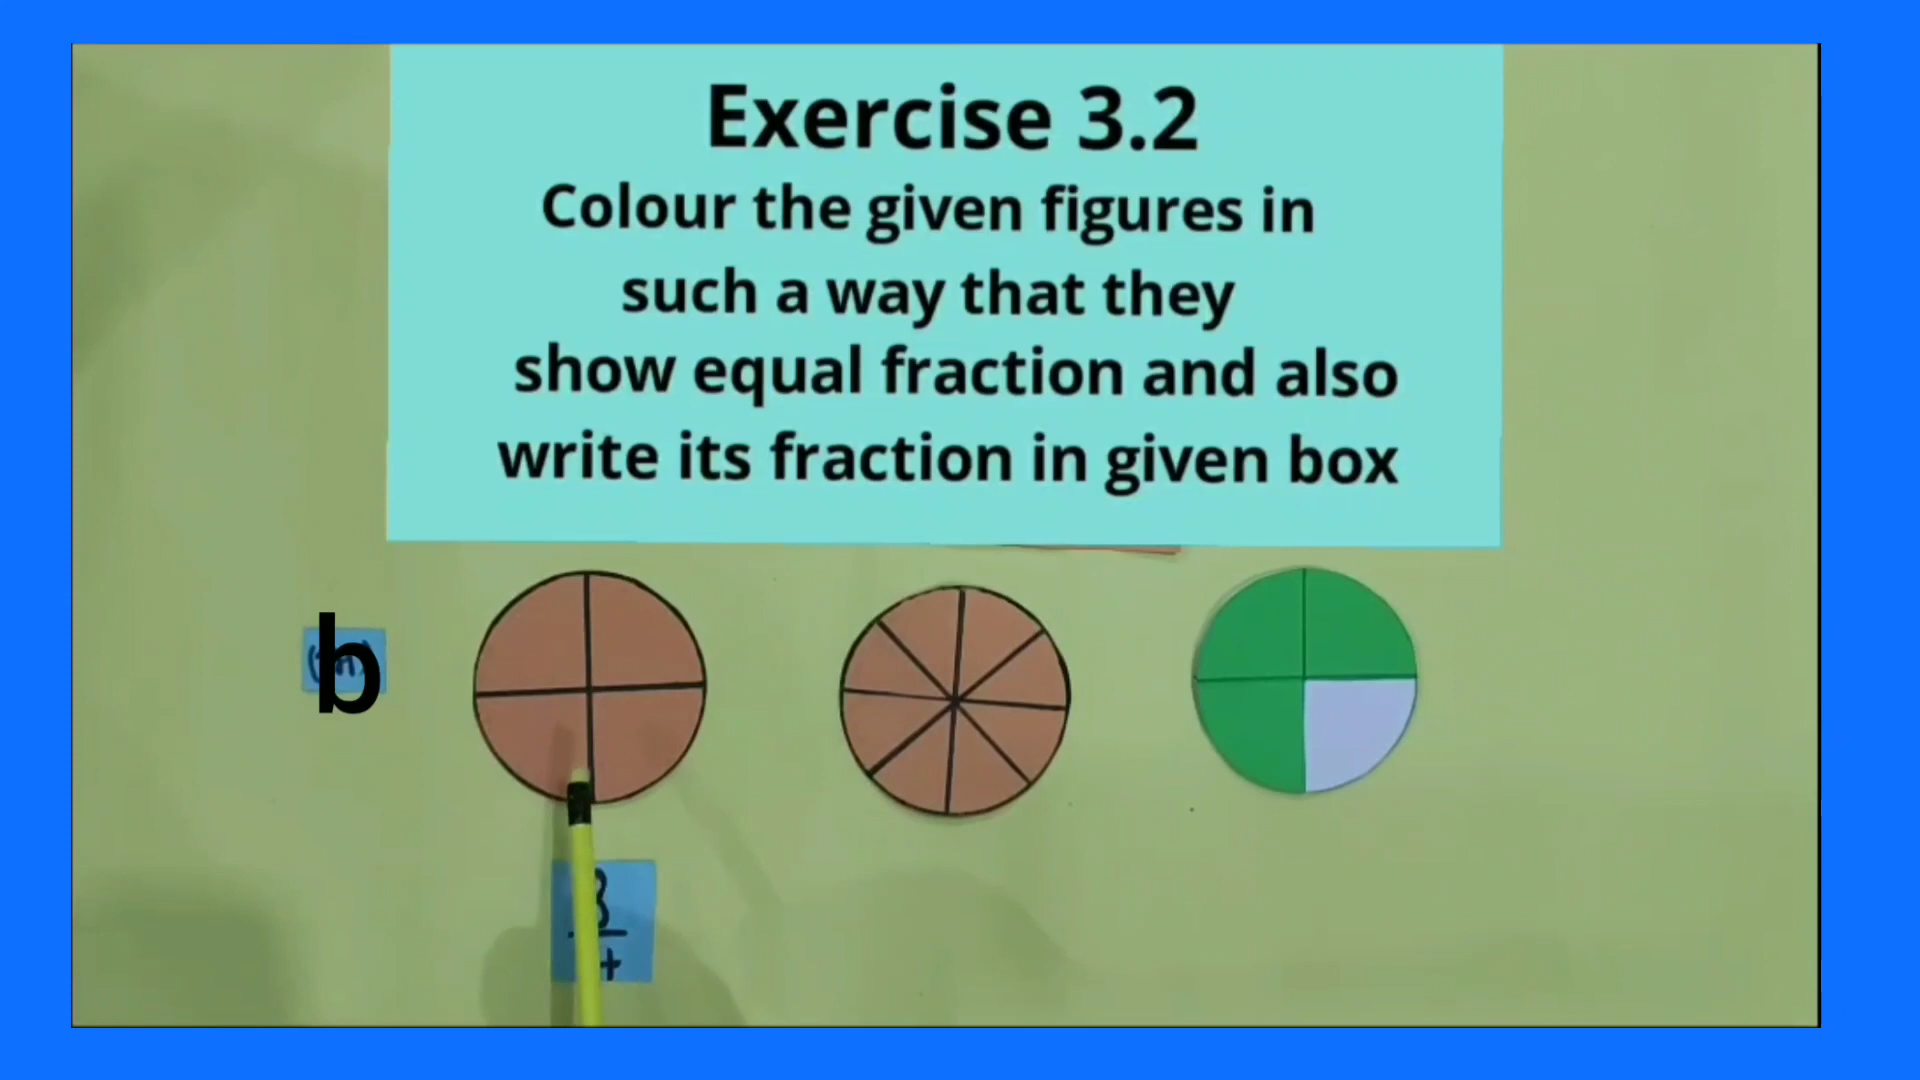 Exercise 3.2
Colour the given figures in
such a way that they
show equal fraction and also
write its fraction in given box
b
3
4